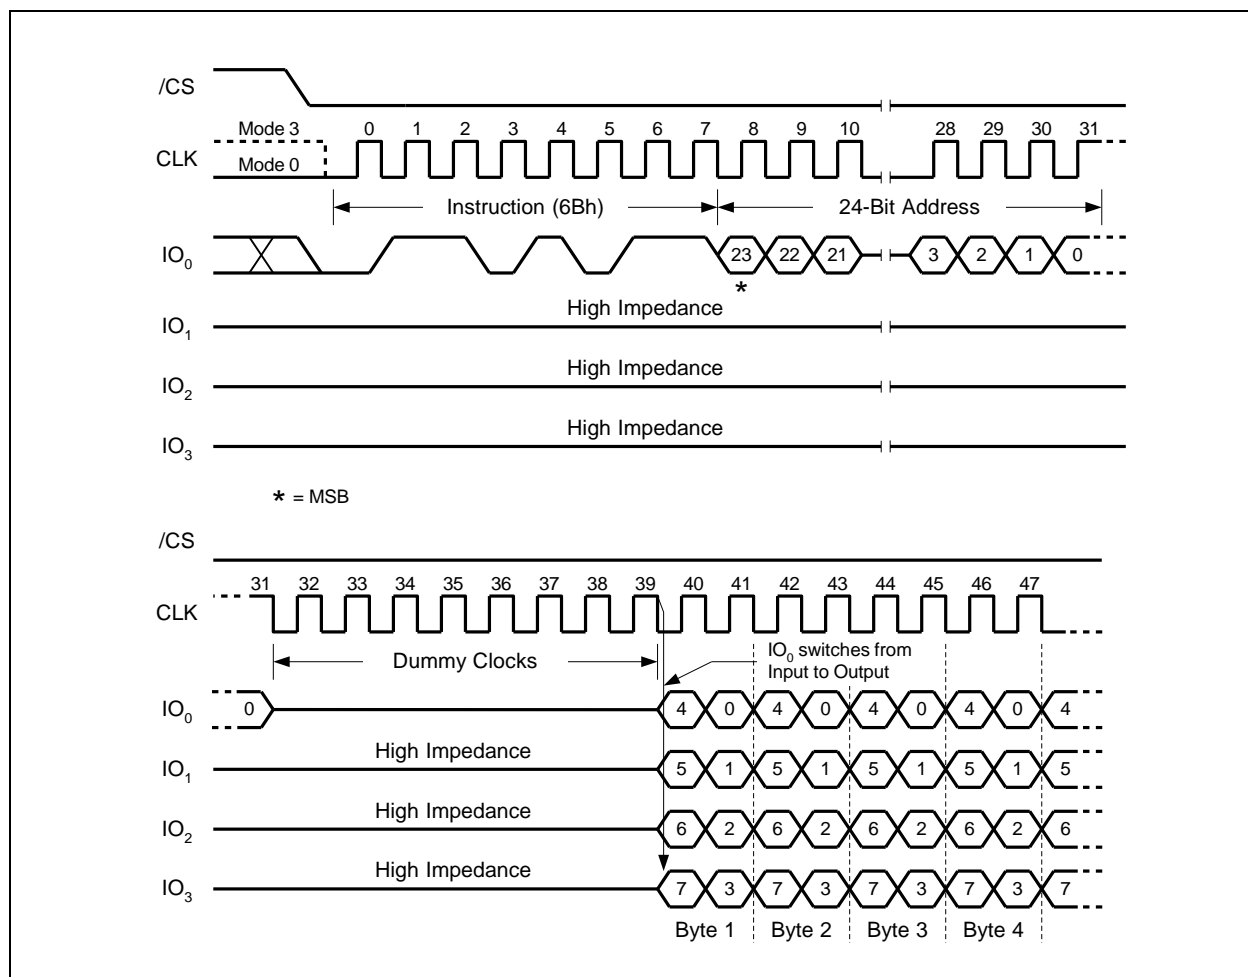 /CS
Mode 3
0 1 2 3 4 5 6 7 8 9 10 28 29 30 31
CLK
Mode 0
Instruction (6Bh) 24-Bit Address
IO0 23 22 21 3 2 1 0
*
High Impedance
IO1
High Impedance
IO2
High Impedance
IO3
* = MSB
/CS
31 32 33 34 35 36 37 38 39 40 41 42 43 44 45 46 47
CLK
Dummy Clocks
IO0 switches from
Input to Output
IO0 0 4 0 4 0 4 0 4 0 4
High Impedance
IO1 5 1 5 1 5 1 5 1 5
High Impedance
IO2 6 2 6 2 6 2 6 2 6
High Impedance
IO3 7 3 7 3 7 3 7 3 7
Byte 1 Byte 2 Byte 3 Byte 4